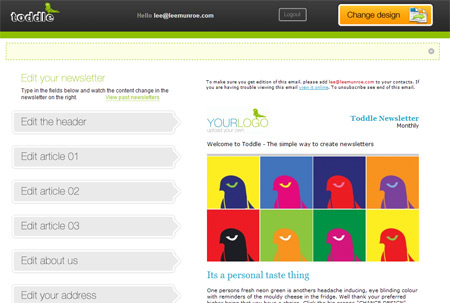 toddle
Hello lee@leemunroe.com
Logout
Change design
Edit your newsletter
Type in the fields below and watch the content change in
the newsletter on the right
View past newsletters
Edit the header
Edit article 01
Edit article 02
Edit article 03
Edit about us
Edit your address
To make sure you get edition of this email, please add lee@leemunroe.com to your contacts. If
you are having trouble viewing this email view it online. To unsubscribe see end of this email.
YOURLOGO
upload your own
Toddle Newsletter
Monthly
Welcome to Toddle - The simple way to create newsletters
Its a personal taste thing
One persons fresh neon green is anothers headache inducing, eye blinding colour
with reminders of the mouldy cheese in the fridge. Well thank your preferred